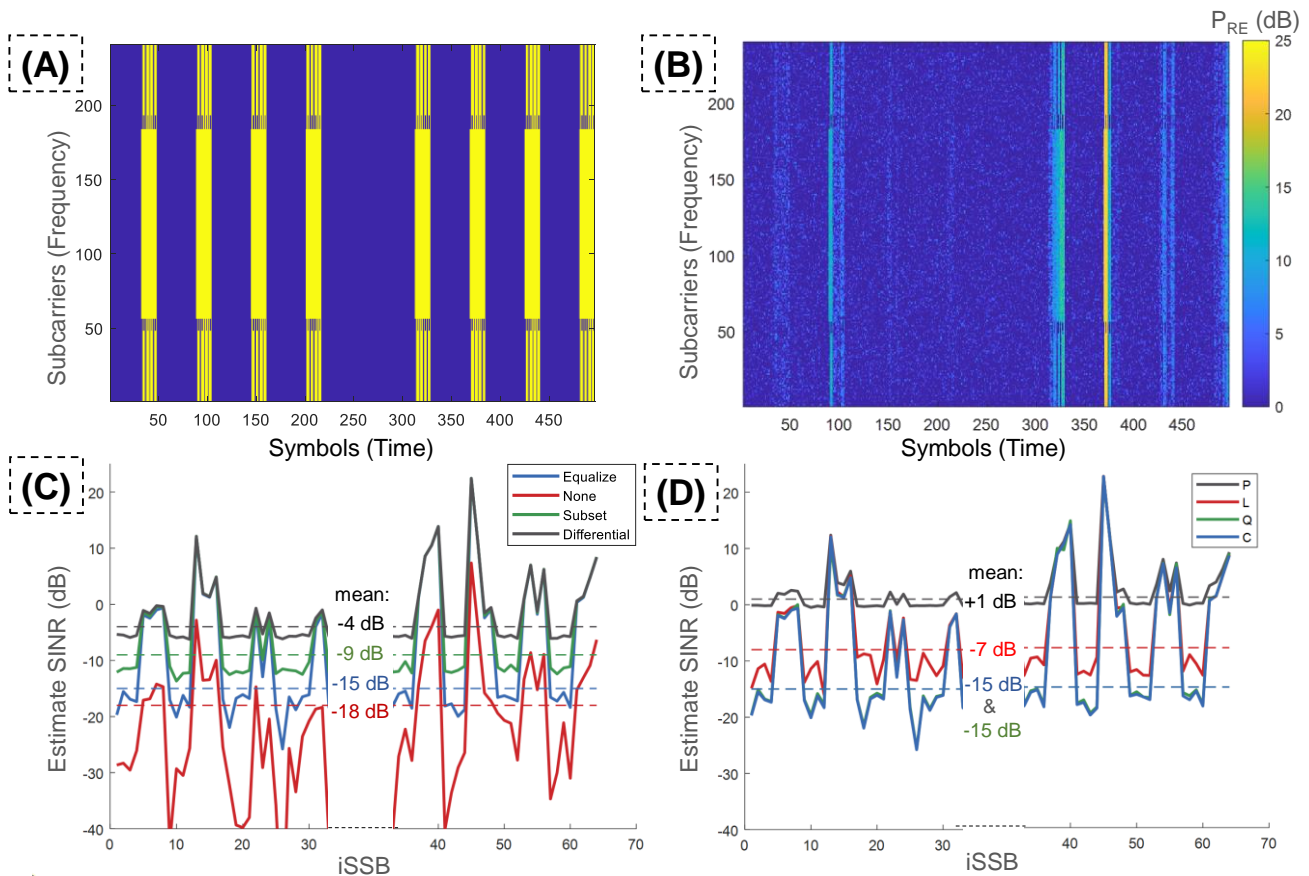 P_RE (dB)
(A)
(B)
25
20
15
10
5
0
Subcarriers (Frequency)
200
150
100
50
50 100 150 200 250 300 350 400 450
Symbols (Time)
Subcarriers (Frequency)
200
150
100
50
50 100 150 200 250 300 350 400 450
Symbols (Time)
(C)
Estimate SINR (dB)
20
10
0
-10
-20
-30
-40
0 10 20 30 40 50 60 70
iSSB
Equalize
None
Subset
Differential
mean:
-4 dB
-9 dB
-15 dB
-18 dB
(D)
Estimate SINR (dB)
20
10
0
-10
-20
-30
-40
0 10 20 30 40 50 60 70
iSSB
P
L
Q
C
mean:
+1 dB
-7 dB
-15 dB
&
-15 dB